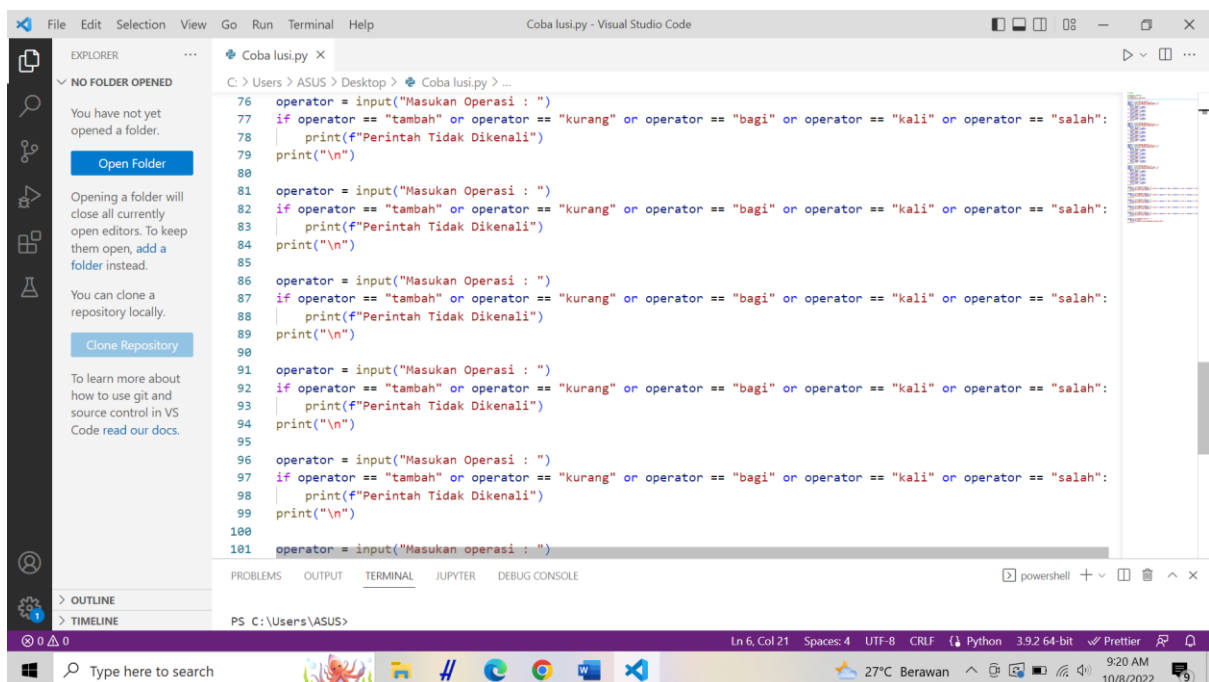 File Edit Selection View Go Run Terminal Help Coba lusi.py - Visual Studio Code
EXPLORER
NO FOLDER OPENED
You have not yet
opened a folder.
Open Folder
Opening a folder will
close all currently
open editors. To keep
them open, add a
folder instead.
You can clone a
repository locally.
Clone Repository
To learn more about
how to use git and
source control in VS
Code read our docs.
OUTLINE
TIMELINE
Coba lusi.py
C: > Users > ASUS > Desktop > Coba lusi.py > ...
76 operator = input("Masukan Operasi : ")
77 if operator == "tambah" or operator == "kurang" or operator == "bagi" or operator == "kali" or operator == "salah":
78 print(f"Perintah Tidak Dikenali")
79 print("\n")
80
81 operator = input("Masukan Operasi : ")
82 if operator == "tambah" or operator == "kurang" or operator == "bagi" or operator == "kali" or operator == "salah":
83 print(f"Perintah Tidak Dikenali")
84 print("\n")
85
86 operator = input("Masukan Operasi : ")
87 if operator == "tambah" or operator == "kurang" or operator == "bagi" or operator == "kali" or operator == "salah":
88 print(f"Perintah Tidak Dikenali")
89 print("\n")
90
91 operator = input("Masukan Operasi : ")
92 if operator == "tambah" or operator == "kurang" or operator == "bagi" or operator == "kali" or operator == "salah":
93 print(f"Perintah Tidak Dikenali")
94 print("\n")
95
96 operator = input("Masukan Operasi : ")
97 if operator == "tambah" or operator == "kurang" or operator == "bagi" or operator == "kali" or operator == "salah":
98 print(f"Perintah Tidak Dikenali")
99 print("\n")
100
101 operator = input("Masukan operasi : ")
PROBLEMS OUTPUT TERMINAL JUPYTER DEBUG CONSOLE powershell
PS C:\Users\ASUS>
0 0 Ln 6, Col 21 Spaces: 4 UTF-8 CRLF Python 3.9.2 64-bit Prettier
Type here to search 27°C Berawan 9:20 AM
10/8/2022